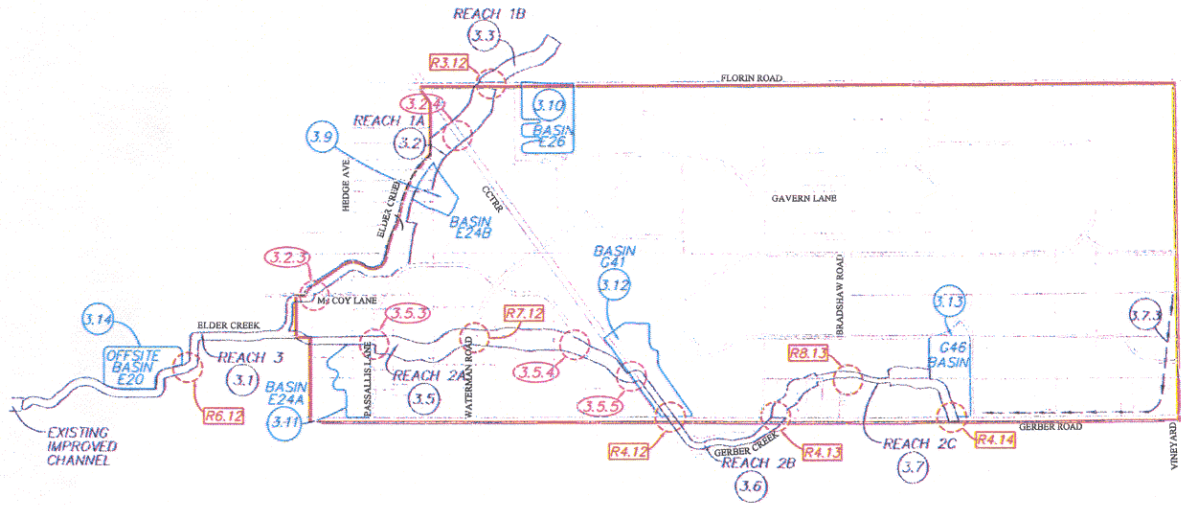 REACH 1B
3.3
R3.12
FLORIN ROAD
3.2.4
3.10
BASIN
E26
REACH 1A
3.2
3.9
HEDGE AVE
ELDER CREEK
CCTRR
GAVERN LANE
BASIN
E24B
3.2.3
BASIN
G41
3.12
BRADSHAW ROAD
Mc COY LANE
3.14
ELDER CREEK
3.5.3
R7.12
3.13
3.7.3
OFFSITE
BASIN
E20
REACH 3
3.1
R6.12
BASIN
E24A
3.11
PASSALLIS LANE
REACH 2A
3.5
WATERMAN ROAD
3.5.4
3.5.5
R8.13
G46
BASIN
EXISTING
IMPROVED
CHANNEL
R4.12
GERBER CREEK
REACH 2B
3.6
R4.13
REACH 2C
3.7
R4.14
GERBER ROAD
VINEYARD